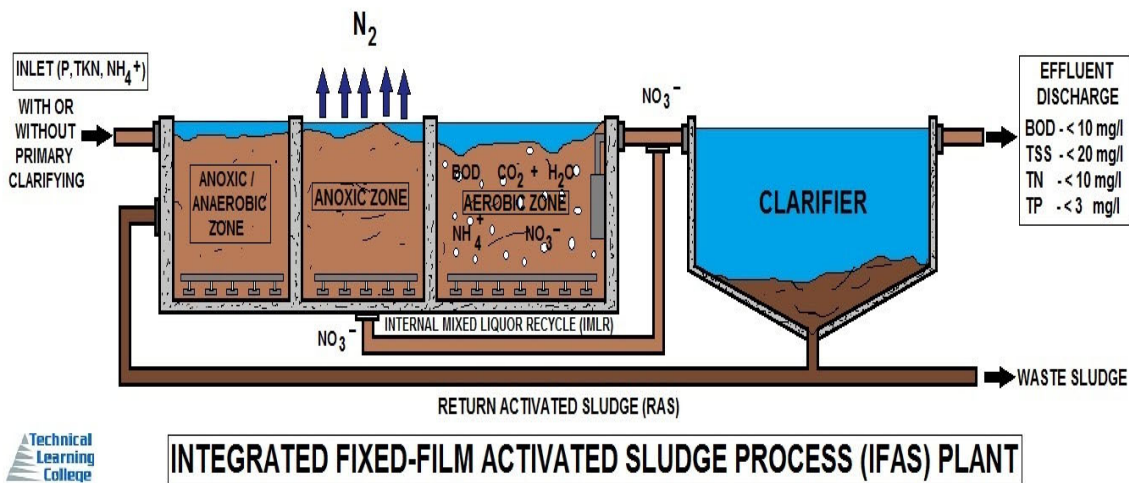 N2
INLET (P,TKN, NH4+)
WITH OR
WITHOUT
PRIMARY
CLARIFYING
ANOXIC /
ANAEROBIC
ZONE
ANOXIC ZONE
BOD CO2- + H2O
AEROBIC ZONE
NH4+ NO3-
NO3-
CLARIFIER
EFFLUENT
DISCHARGE
BOD - < 10 mg/l
TSS - < 20 mg/l
TN - < 10 mg/l
TP - < 3 mg/l
INTERNAL MIXED LIQUOR RECYCLE (IMLR)
NO3-
WASTE SLUDGE
RETURN ACTIVATED SLUDGE (RAS)
Technical
Learning
College
INTEGRATED FIXED-FILM ACTIVATED SLUDGE PROCESS (IFAS) PLANT